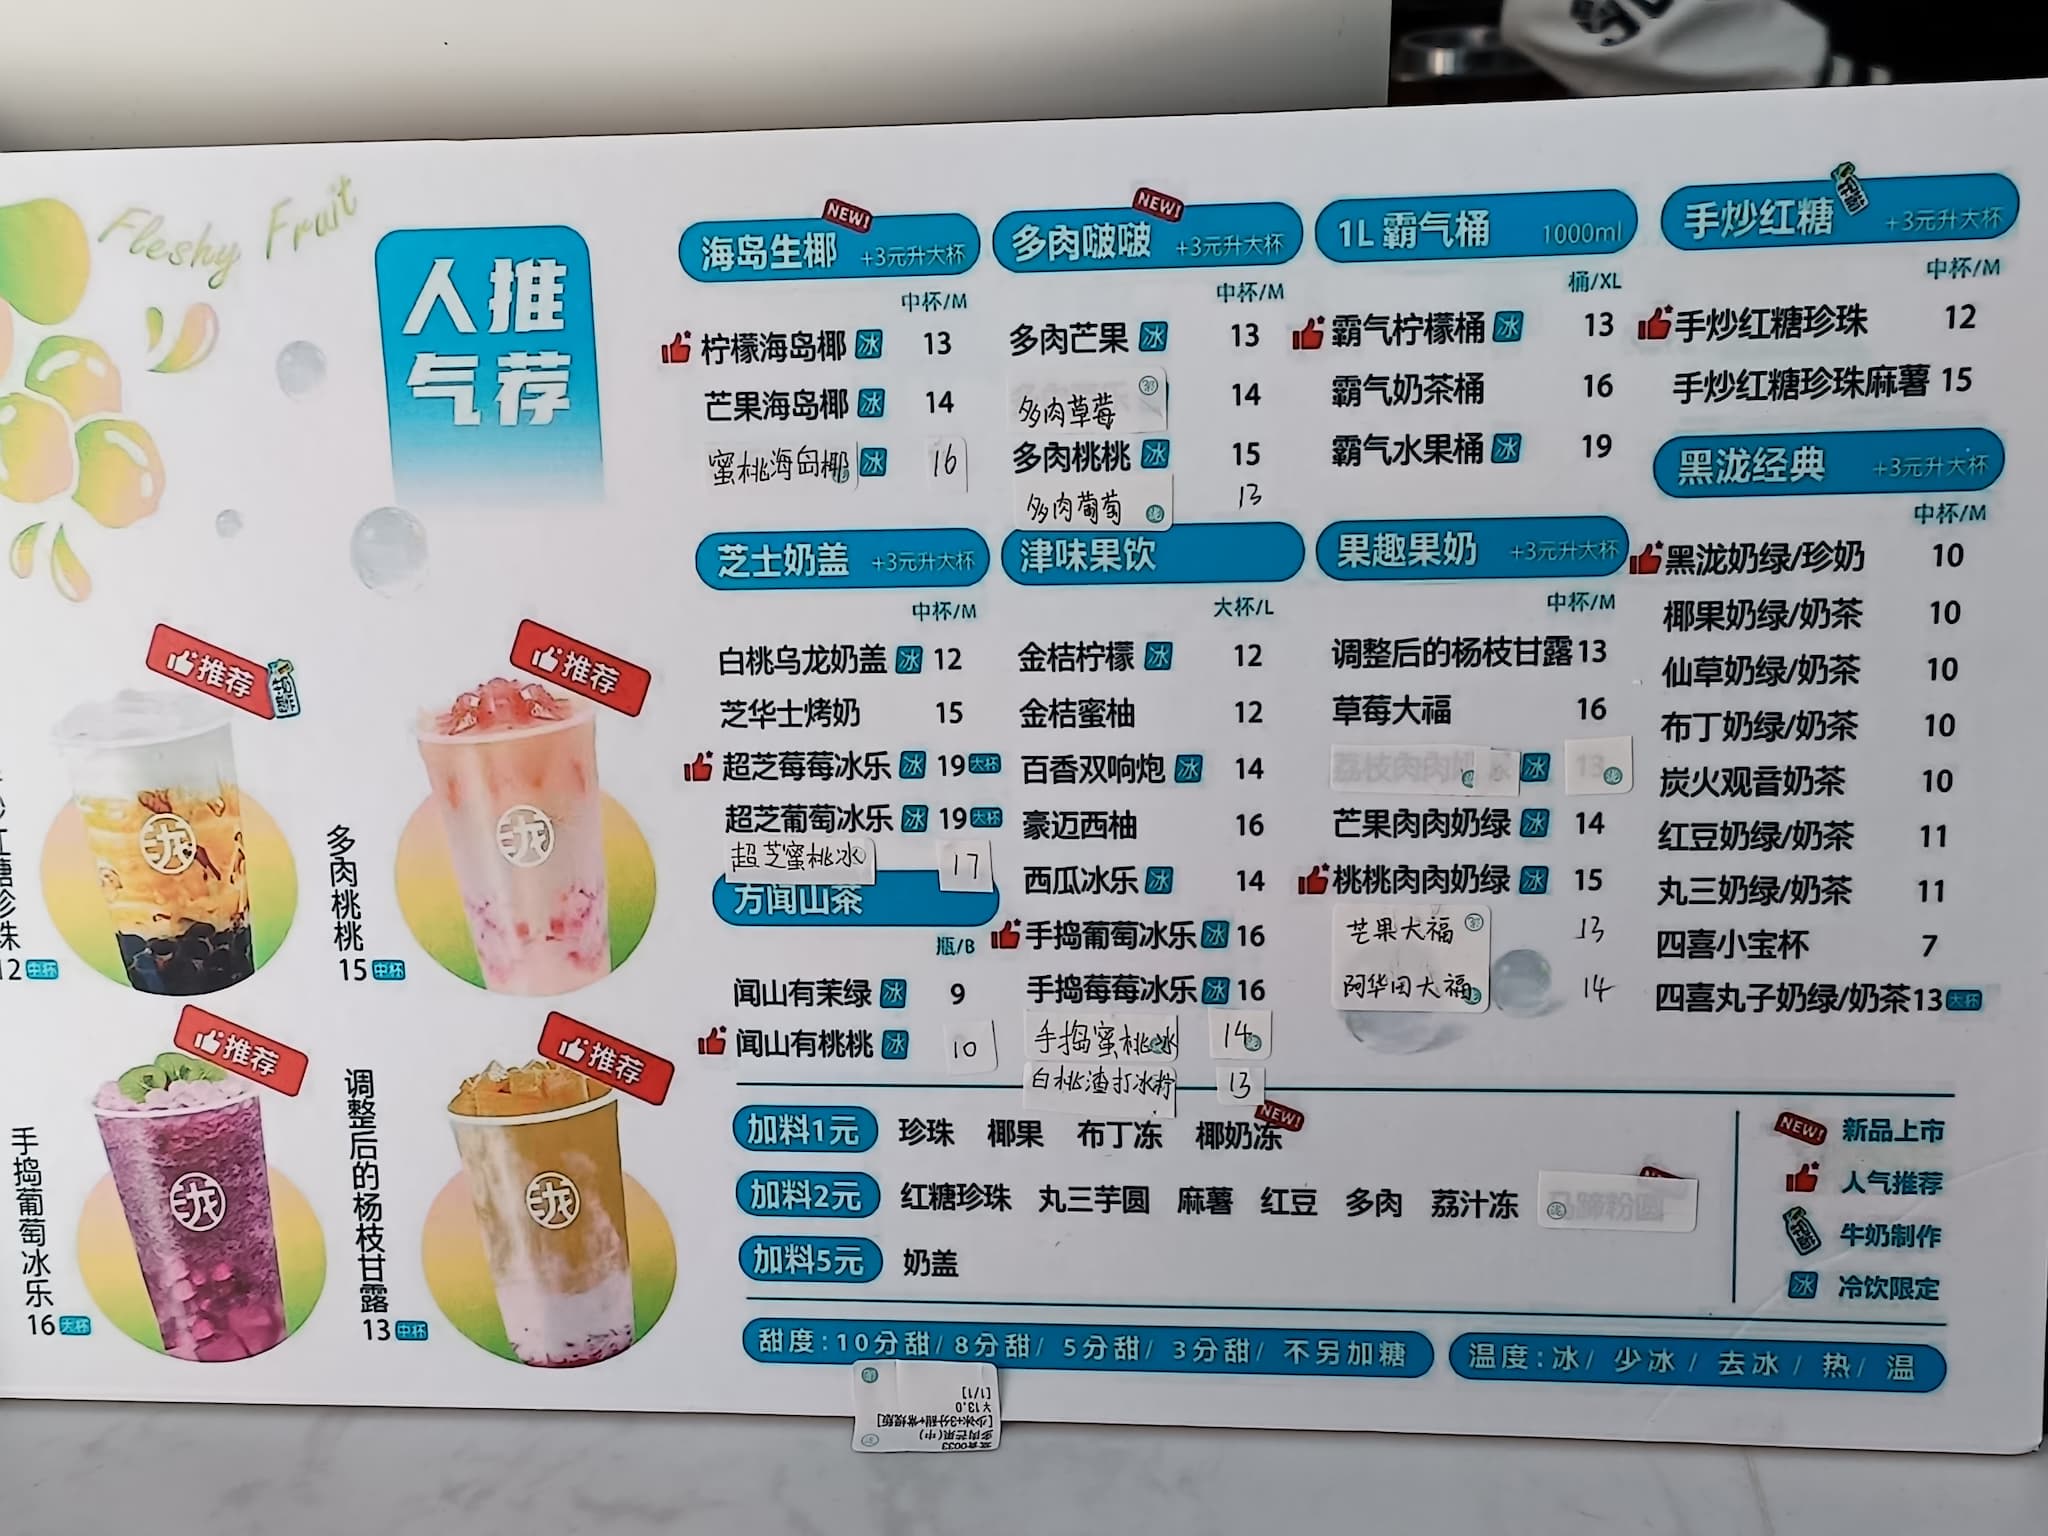 Fleshy Fruit
人气
推荐
推荐
红糖珍珠
12 中杯
推荐
多肉桃桃
15 中杯
推荐
手捣葡萄冰乐
16 大杯
推荐
调整后的杨枝甘露
13 中杯
海岛生椰 +3元升大杯
NEW!
中杯/M
柠檬海岛椰 冰 13
芒果海岛椰 冰 14
蜜桃海岛椰 冰 16
多肉啵啵 +3元升大杯
NEW!
中杯/M
多肉芒果 冰 13
多肉草莓 14
多肉桃桃 冰 15
多肉葡萄 13
1L 霸气桶 1000ml
桶/XL
霸气柠檬桶 冰 13
霸气奶茶桶 16
霸气水果桶 冰 19
手炒红糖 +3元升大杯
中杯/M
手炒红糖珍珠 12
手炒红糖珍珠麻薯 15
芝士奶盖 +3元升大杯
中杯/M
白桃乌龙奶盖 冰 12
芝华士烤奶 15
超芝莓莓冰乐 冰 19 大杯
超芝葡萄冰乐 冰 19 大杯
超芝蜜桃冰 17
方闻山茶
瓶/B
闻山有茉绿 冰 9
闻山有桃桃 冰 10
津味果饮
大杯/L
金桔柠檬 冰 12
金桔蜜柚 12
百香双响炮 冰 14
豪迈西柚 16
西瓜冰乐 冰 14
手捣葡萄冰乐 冰 16
手捣莓莓冰乐 冰 16
手捣蜜桃冰 14
白桃渣打冰柠 13
果趣果奶 +3元升大杯
中杯/M
调整后的杨枝甘露 13
草莓大福 16
荔枝肉肉奶 冰 13
芒果肉肉奶绿 冰 14
桃桃肉肉奶绿 冰 15
芒果大福 13
阿华田大福 14
黑泷经典 +3元升大杯
中杯/M
黑泷奶绿/珍奶 10
椰果奶绿/奶茶 10
仙草奶绿/奶茶 10
布丁奶绿/奶茶 10
炭火观音奶茶 10
红豆奶绿/奶茶 11
丸三奶绿/奶茶 11
四喜小宝杯 7
四喜丸子奶绿/奶茶 13 大杯
加料1元 珍珠 椰果 布丁冻 椰奶冻 NEW!
加料2元 红糖珍珠 丸三芋圆 麻薯 红豆 多肉 荔汁冻 马蹄粉圆
加料5元 奶盖
NEW! 新品上市
人气推荐
牛奶制作
冰 冷饮限定
甜度:10分甜/ 8分甜/ 5分甜/ 3分甜/ 不另加糖
温度:冰/ 少冰/ 去冰/ 热/ 温
0033
多肉芒果(中)
[少冰+3分甜+常规瓶]
￥13.0
[1/1]